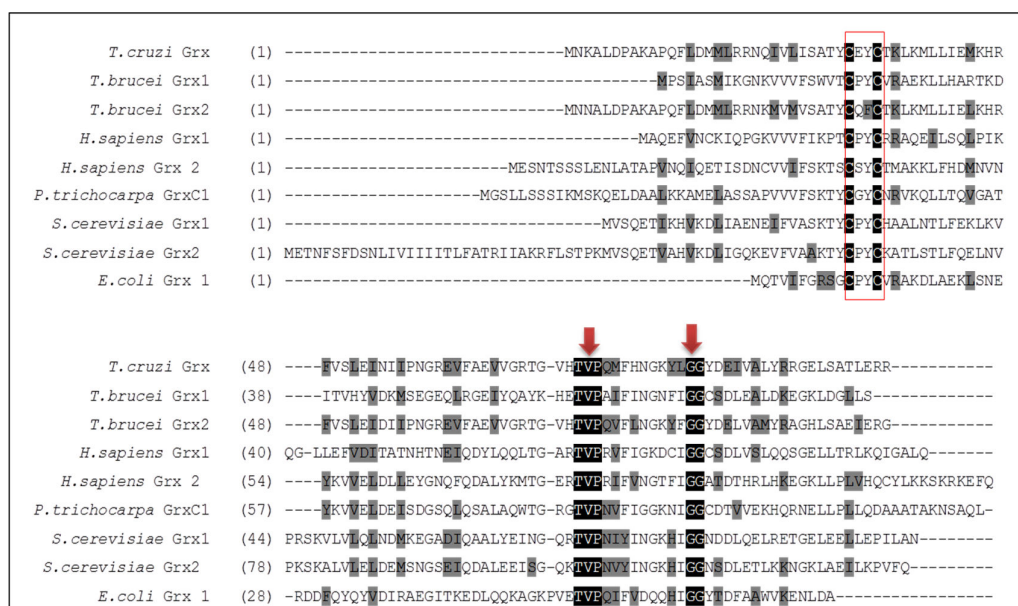 T.cruzi Grx (1) -----------------------------MNKALDPAKAPQFLDMMLRRNQIVLISATYCEYCTKLKMLLIEMKHR
T.brucei Grx1 (1) ---------------------------------------MPSIASMIKGNKVVVFSWVTCPYCVRAEKLLHARTKD
T.brucei Grx2 (1) -----------------------------MNNALDPAKAPQFLDMMLRRNKMVMVSATYCQFCTKLKMLLIELKHR
H.sapiens Grx1 (1) -------------------------------------MAQEFVNCKIQPGKVVVFIKPTCPYCRRAQEILSQLPIK
H.sapiens Grx 2 (1) -----------------------MESNTSSSLENLATAPVNQIQETISDNCVVIFSKTSCSYCTMAKKLFHDMNVN
P.trichocarpa GrxC1 (1) --------------------MGSLLSSSIKMSKQELDAALKKAMELASSAPVVVFSKTYCGYCNRVKQLLTQVGAT
S.cerevisiae Grx1 (1) ---------------------------------MVSQETIKHVKDLIAENEIFVASKTYCPYCHAALNTLFEKLKV
S.cerevisiae Grx2 (1) METNFSFDSNLIVIIIITLFATRIIAKRFLSTPKMVSQETVAHVKDLIGQKEVFVAAKTYCPYCKATLSTLFQELNV
E.coli Grx 1 (1) -------------------------------------------------MQTVIFGRSGCPYCVRAKDLAEKLSNE
T.cruzi Grx (48) ----FVSLEINIIPNGREVFAEVVGRTG-VHTVPQMFHNGKYLGGYDEIVALYRRGELSATLERR-----------
T.brucei Grx1 (38) ----ITVHYVDKMSEGEQLRGEIYQAYK-HETVPAIFINGNFIGGCSDLEALDKEGKLDGLLS-------------
T.brucei Grx2 (48) ----FVSLEIDIIPNGREVFAEVVGRTG-VHTVPQVFLNGKYFGGYDELVAMYRAGHLSAEIERG-----------
H.sapiens Grx1 (40) QG-LLEFVDITATNHTNEIQDYLQQLTG-ARTVPRVFIGKDCIGGCSDLVSLQQSGELLTRLKQIGALQ-------
H.sapiens Grx 2 (54) ----YKVVELDLLEYGNQFQDALYKMTG-ERTVPRIFVNGTFIGGATDTHRLHKEGKLLPLVHQCYLKKSKRKEFQ
P.trichocarpa GrxC1 (57) ----YKVVELDEISDGSQLQSALAQWTG-RGTVPNVFIGGKNIGGCDTVVEKHQRNELLPLLQDAAATAKNSAQL-
S.cerevisiae Grx1 (44) PRSKVLVLQLNDMKEGADIQAALYEING-QRTVPNIYINGKHIGGNDDLQELRETGELEELLEPILAN--------
S.cerevisiae Grx2 (78) PKSKALVLELDEMSNGSEIQDALEEISG-QKTVPNVYINGKHIGGNSDLETLKKNGKLAEILKPVFQ---------
E.coli Grx 1 (28) -RDDFQYQYVDIRAEGITKEDLQQKAGKPVETVPQIFVDQQHIGGYTDFAAWVKENLDA-----------------